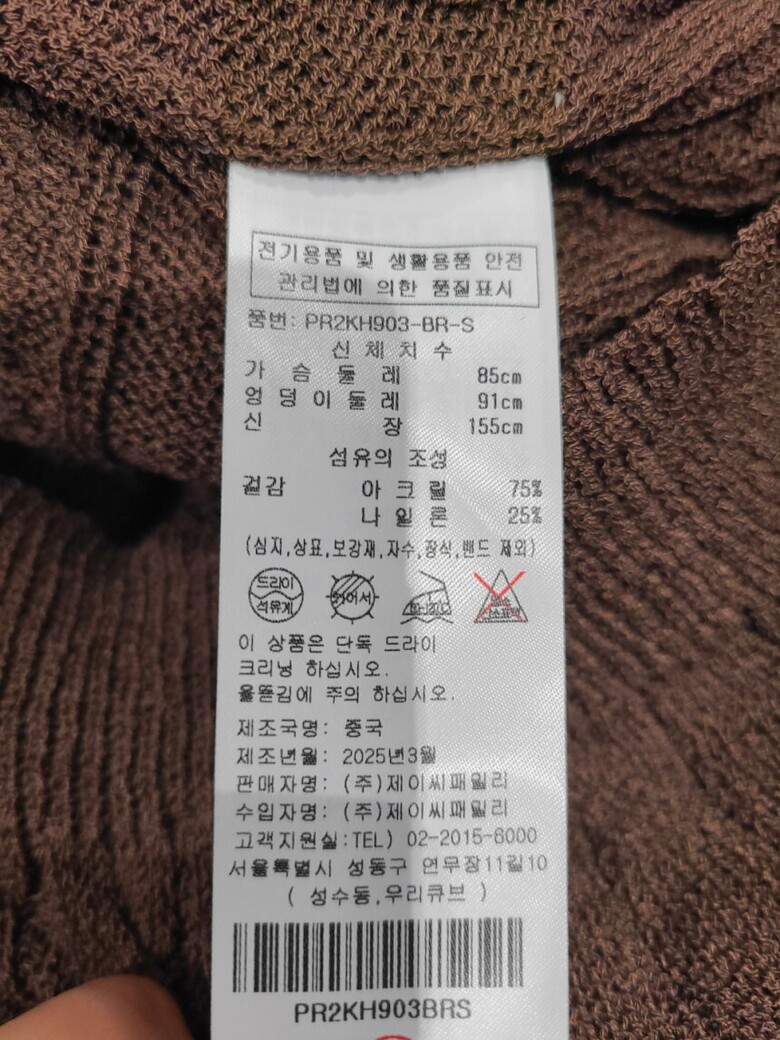 전기용품 및 생활용품 안전
관리법에 의한 품질표시
품번: PR2KH903-BR-S
신 체 치 수
가 슴 둘 레 85cm
엉 덩 이 둘 레 91cm
신 장 155cm
섬유의 조성
겉감 아 크 릴 75%
나 일 론 25%
(심지,상표,보강재,자수,장식,밴드 제외)
드라이
석유계
뉘어서
산소표백
이 상품은 단독 드라이
크리닝 하십시오.
올뜯김에 주의 하십시오.
제조국명: 중국
제조년월: 2025년3월
판매자명: (주)제이씨패밀리
수입자명: (주)제이씨패밀리
고객지원실:TEL) 02-2015-6000
서울특별시 성동구 연무장11길10
( 성수동,우리큐브 )
PR2KH903BRS